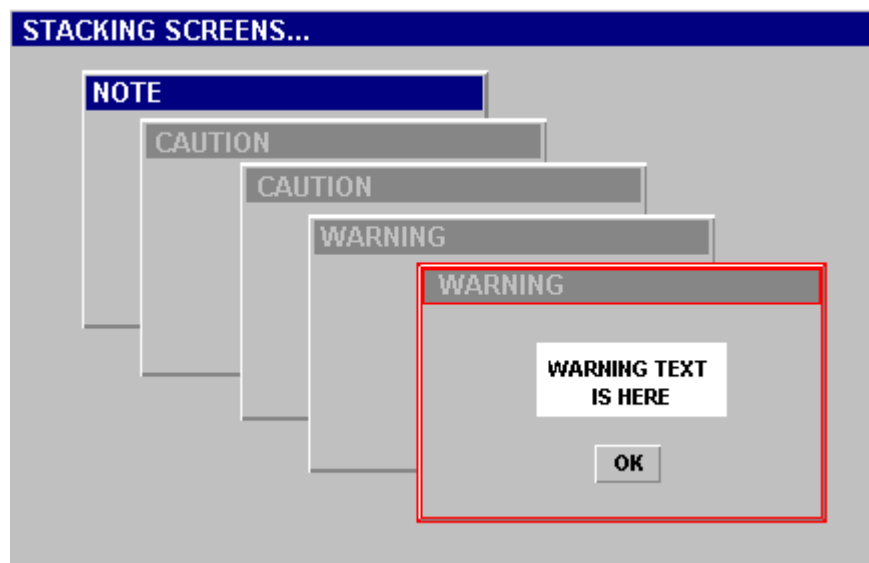 STACKING SCREENS...
NOTE
CAUTION
CAUTION
WARNING
WARNING
WARNING TEXT
IS HERE
OK